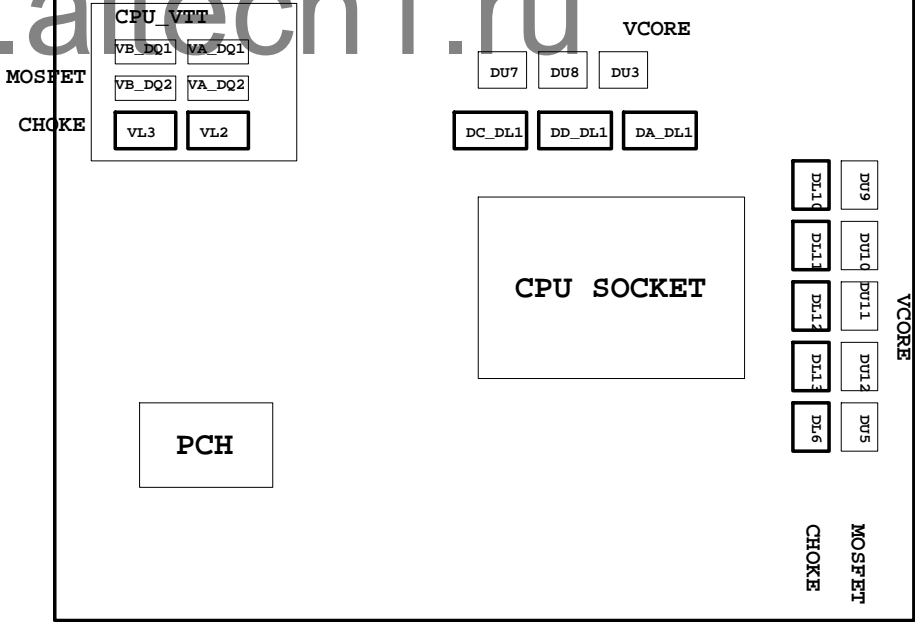 .altech1.ru
CPU_VTT
VCORE
VB_DQ1 VA_DQ1
MOSFET
VB_DQ2 VA_DQ2
DU7 DU8 DU3
CHOKE
VL3 VL2
DC_DL1 DD_DL1 DA_DL1
DL10 DU9
DL11 DU10
CPU SOCKET
DL12 DU11
VCORE
DL13 DU12
DL6 DU5
PCH
CHOKE
MOSFET